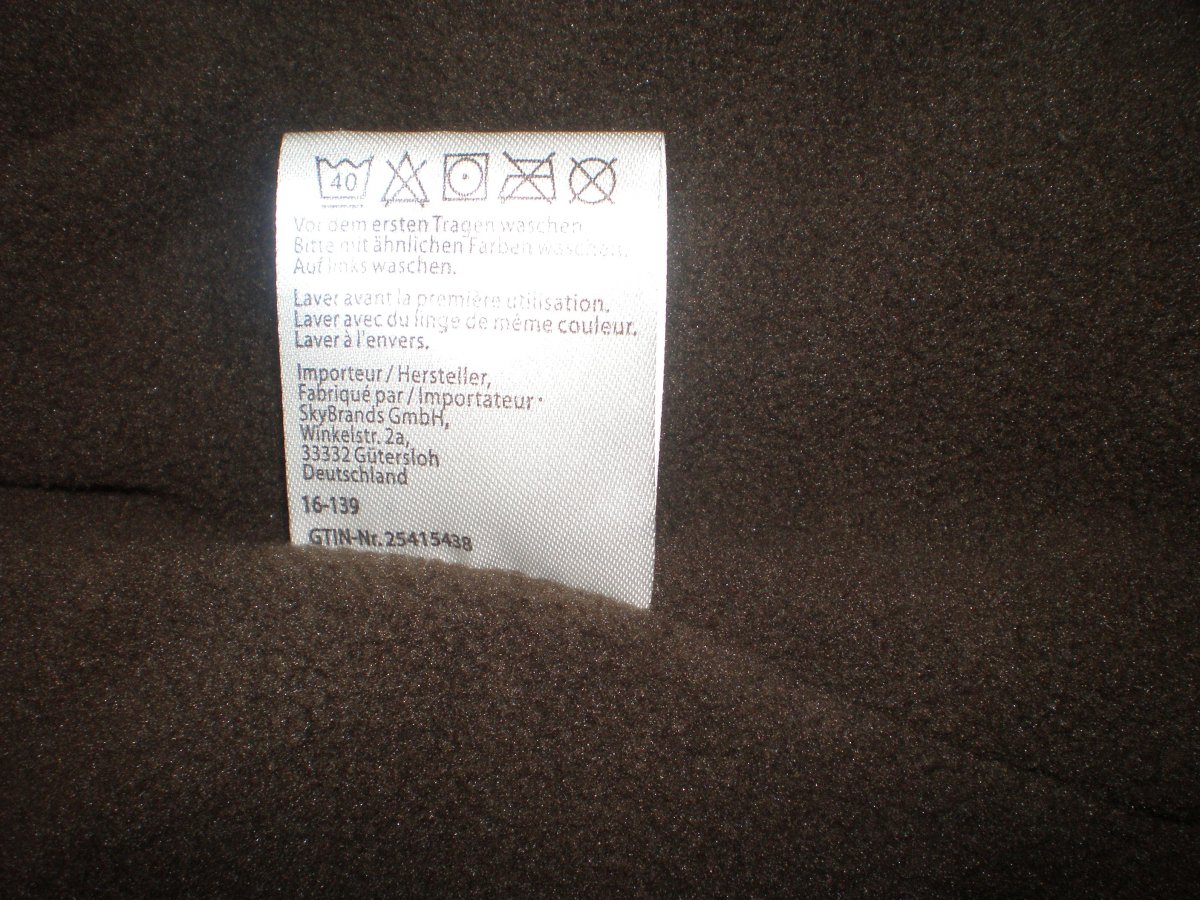 40
Vor dem ersten Tragen waschen.
Bitte mit ähnlichen Farben waschen.
Auf links waschen.
Laver avant la première utilisation.
Laver avec du linge de même couleur.
Laver à l'envers.
Importeur / Hersteller,
Fabriqué par / Importateur •
SkyBrands GmbH,
Winkelstr. 2a,
33332 Gütersloh
Deutschland
16-139
GTIN-Nr. 25415438